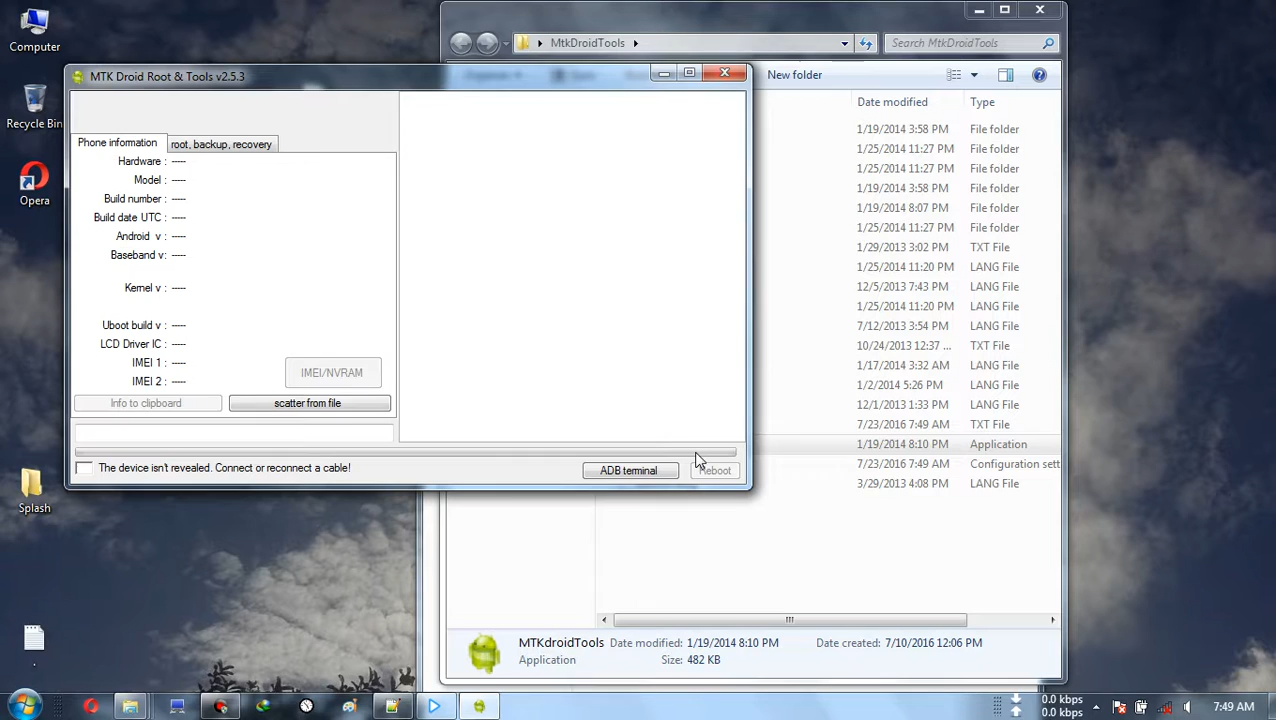 Computer
Recycle Bin
Opera
Splash
.
MtkDroidTools
Search MtkDroidTools
New folder
Date modified
Type
1/19/2014 3:58 PM File folder
1/25/2014 11:27 PM File folder
1/25/2014 11:27 PM File folder
1/19/2014 3:58 PM File folder
1/19/2014 8:07 PM File folder
1/25/2014 11:27 PM File folder
1/29/2013 3:02 PM TXT File
1/25/2014 11:20 PM LANG File
12/5/2013 7:43 PM LANG File
1/25/2014 11:20 PM LANG File
7/12/2013 3:54 PM LANG File
10/24/2013 12:37 ... TXT File
1/17/2014 3:32 AM LANG File
1/2/2014 5:26 PM LANG File
12/1/2013 1:33 PM LANG File
7/23/2016 7:49 AM TXT File
1/19/2014 8:10 PM Application
7/23/2016 7:49 AM Configuration sett
3/29/2013 4:08 PM LANG File
MTKdroidTools Date modified: 1/19/2014 8:10 PM Date created: 7/10/2016 12:06 PM
Application Size: 482 KB
MTK Droid Root & Tools v2.5.3
Phone information
root, backup, recovery
Hardware : -----
Model : -----
Build number : -----
Build date UTC : -----
Android v : -----
Baseband v: -----
Kernel v : -----
Uboot build v : -----
LCD Driver IC : -----
IMEI 1 : -----
IMEI 2 : -----
IMEI/NVRAM
Info to clipboard
scatter from file
The device isn't revealed. Connect or reconnect a cable!
ADB terminal
Reboot
0.0 kbps
0.0 kbps
7:49 AM